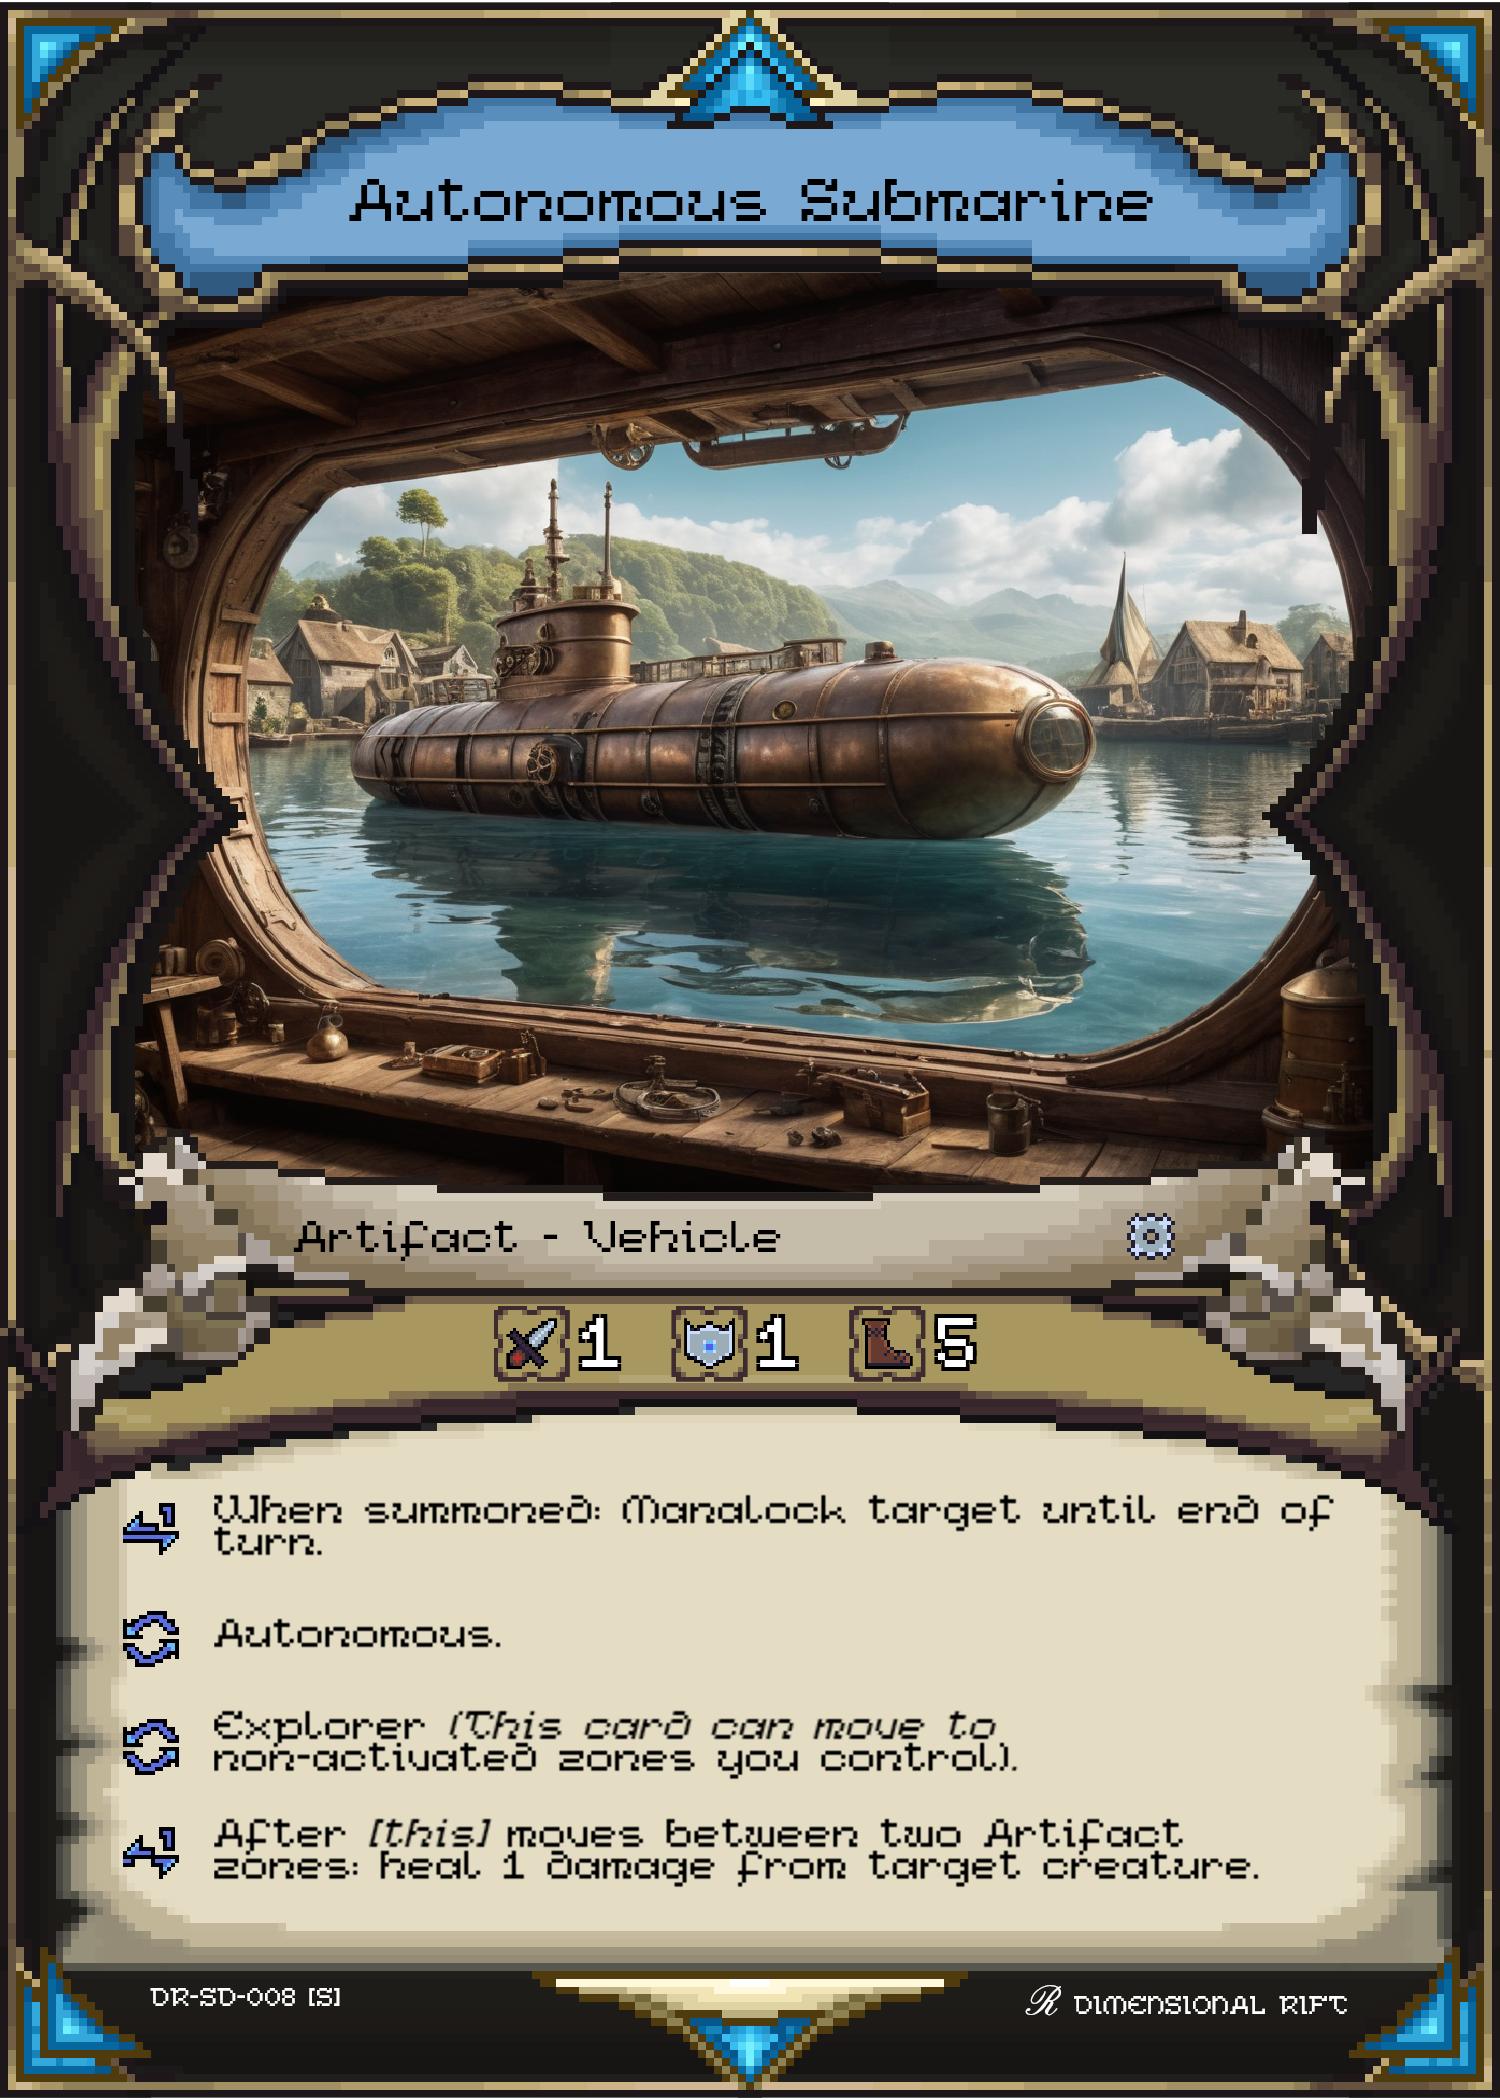 Autonomous Submarine
Artifact - Vehicle
1 1 5
When summoned: Manalock target until end of
turn.
Autonomous.
Explorer (This card can move to
non-activated zones you control).
After [this] moves between two Artifact
zones: heal 1 damage from target creature.
DR-SD-008 [S]
R DIMENSIONAL RIFT